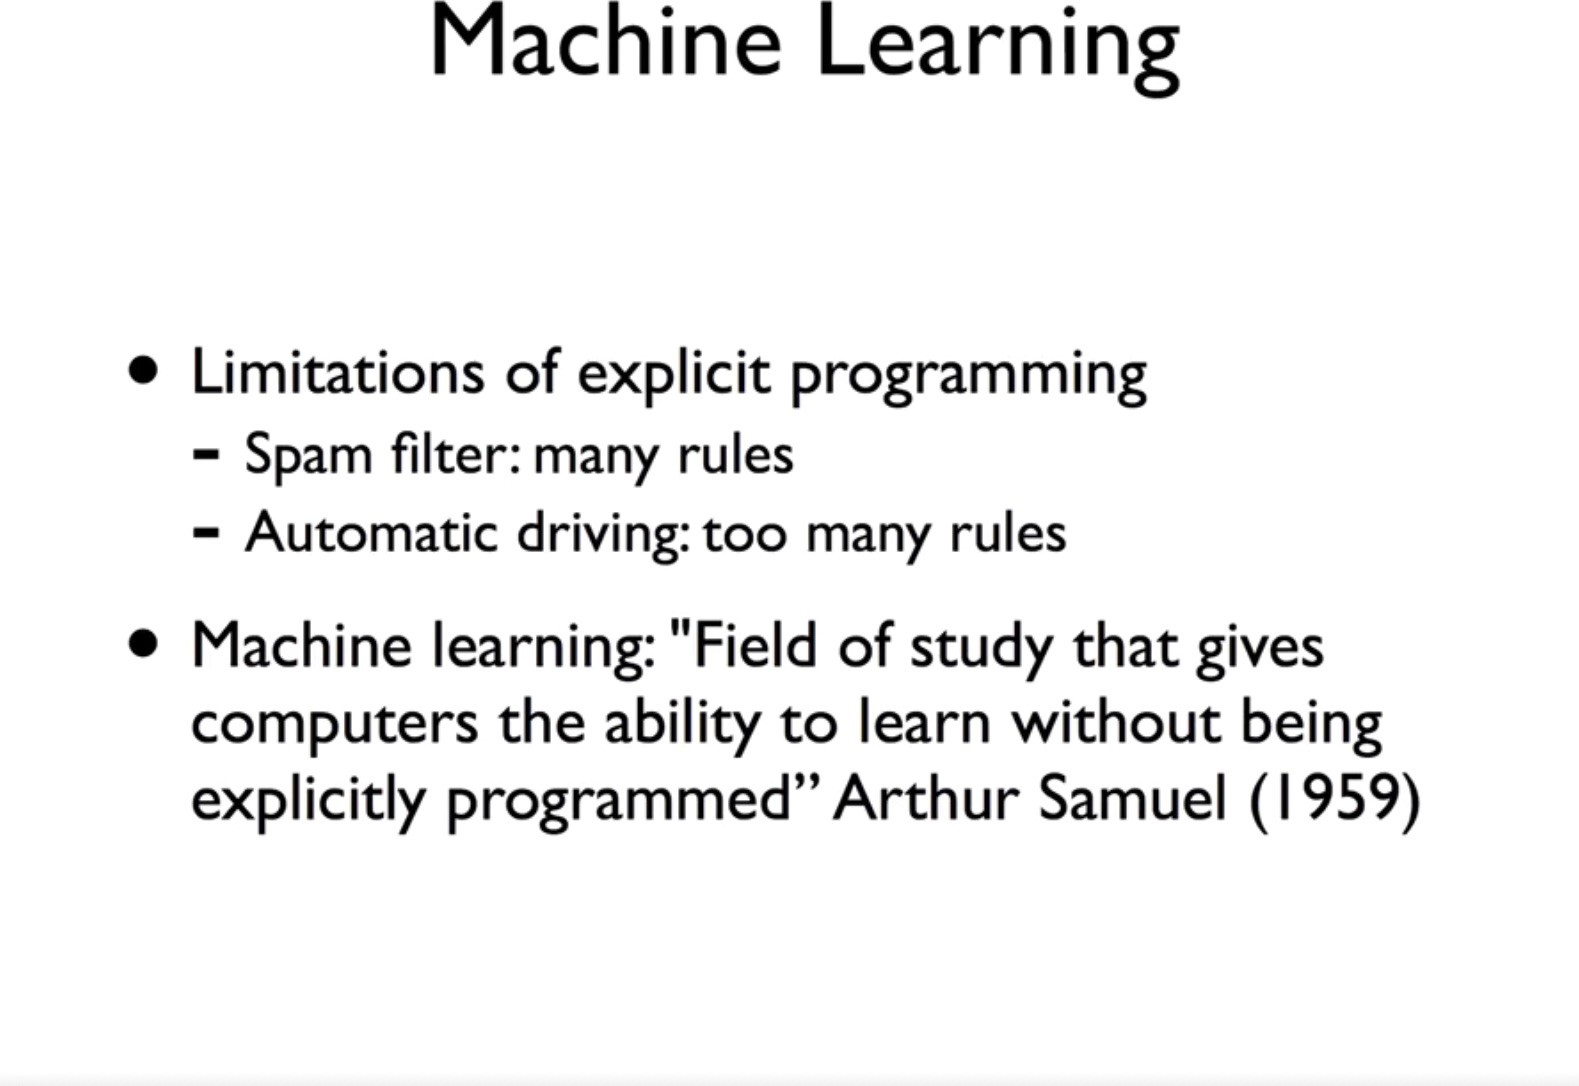 Machine Learning
● Limitations of explicit programming
- Spam filter: many rules
- Automatic driving: too many rules
● Machine learning: "Field of study that gives
computers the ability to learn without being
explicitly programmed” Arthur Samuel (1959)